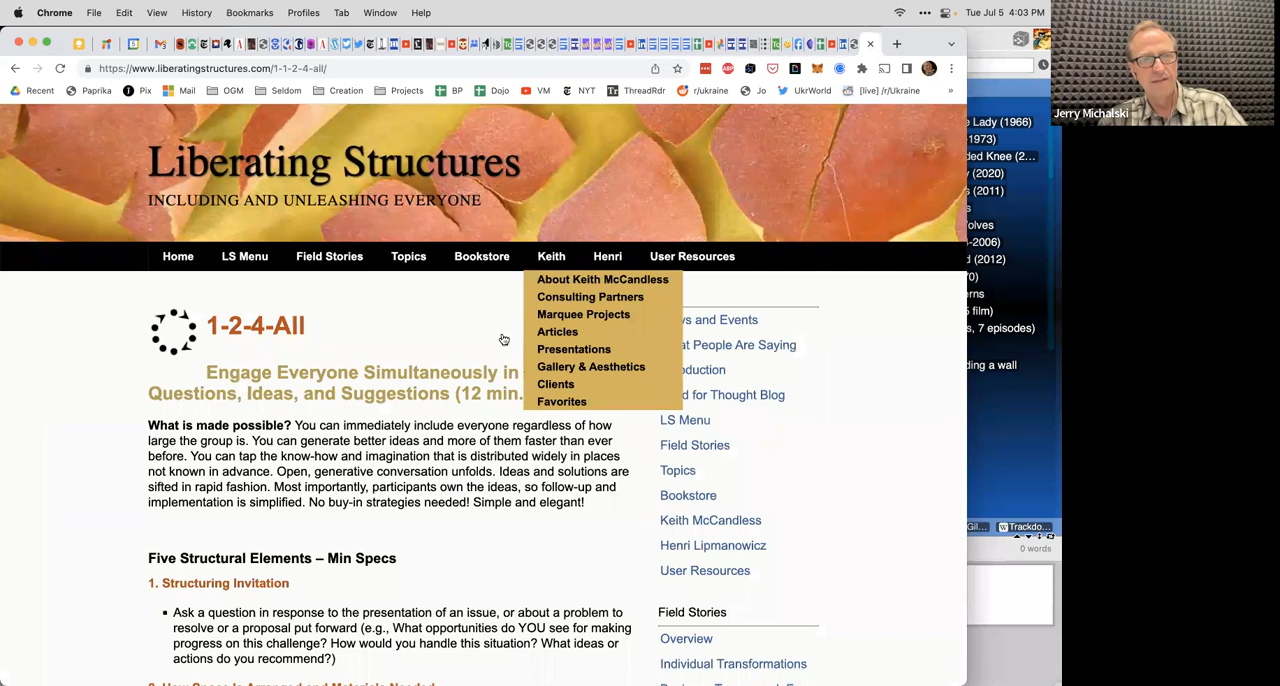 Chrome File Edit View History Bookmarks Profiles Tab Window Help
Tue Jul 5 4:03 PM
https://www.liberatingstructures.com/1-1-2-4-all/
Recent Paprika Pix Mail OGM Seldom Creation Projects BP Dojo VM NYT ThreadRdr r/ukraine Jo UkrWorld [live] /r/Ukraine »
Jerry Michalski
Lady (1966)
1973)
ded Knee (2...
(2020)
s (2011)
olves
-2006)
d (2012)
70)
erns
5 film)
s, 7 episodes)
ding a wall
Gil... Trackdo...
0 words
Liberating Structures
INCLUDING AND UNLEASHING EVERYONE
Home LS Menu Field Stories Topics Bookstore Keith Henri User Resources
About Keith McCandless
Consulting Partners
Marquee Projects
Articles
Presentations
Gallery & Aesthetics
Clients
Favorites
1-2-4-All
Engage Everyone Simultaneously in
Questions, Ideas, and Suggestions (12 min.
What is made possible? You can immediately include everyone regardless of how
large the group is. You can generate better ideas and more of them faster than ever
before. You can tap the know-how and imagination that is distributed widely in places
not known in advance. Open, generative conversation unfolds. Ideas and solutions are
sifted in rapid fashion. Most importantly, participants own the ideas, so follow-up and
implementation is simplified. No buy-in strategies needed! Simple and elegant!
Five Structural Elements – Min Specs
1. Structuring Invitation
▪ Ask a question in response to the presentation of an issue, or about a problem to
resolve or a proposal put forward (e.g., What opportunities do YOU see for making
progress on this challenge? How would you handle this situation? What ideas or
actions do you recommend?)
and Events
People Are Saying
for Thought Blog
LS Menu
Field Stories
Topics
Bookstore
Keith McCandless
Henri Lipmanowicz
User Resources
Field Stories
Overview
Individual Transformations